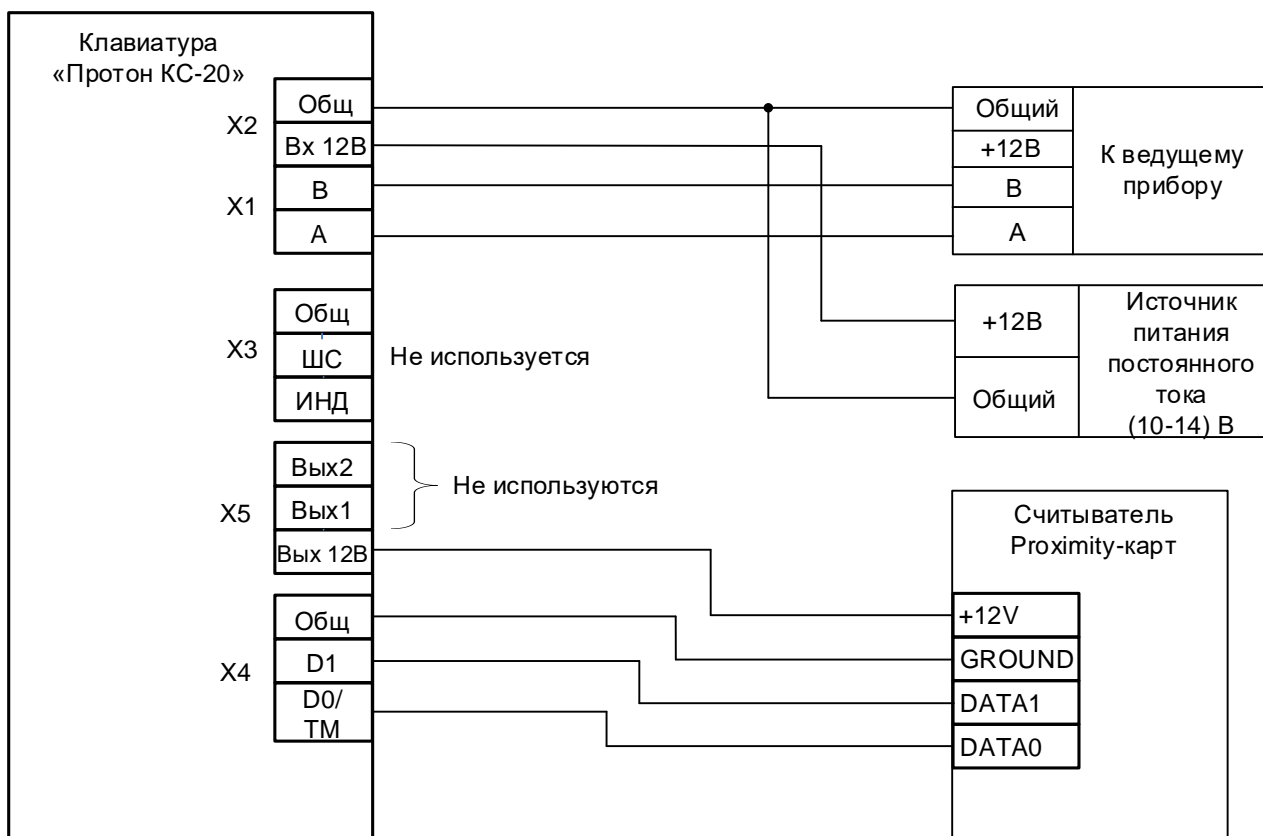 Клавиатура
«Протон КС-20»
X2
Общ
Вх 12В
X1
В
А
X3
Общ
ШС
ИНД
Не используется
X5
Вых2
Вых1
Вых 12В
Не используются
X4
Общ
D1
D0/
TM
Общий
+12В
В
А
К ведущему
прибору
+12В
Общий
Источник
питания
постоянного
тока
(10-14) В
Считыватель
Proximity-карт
+12V
GROUND
DATA1
DATA0